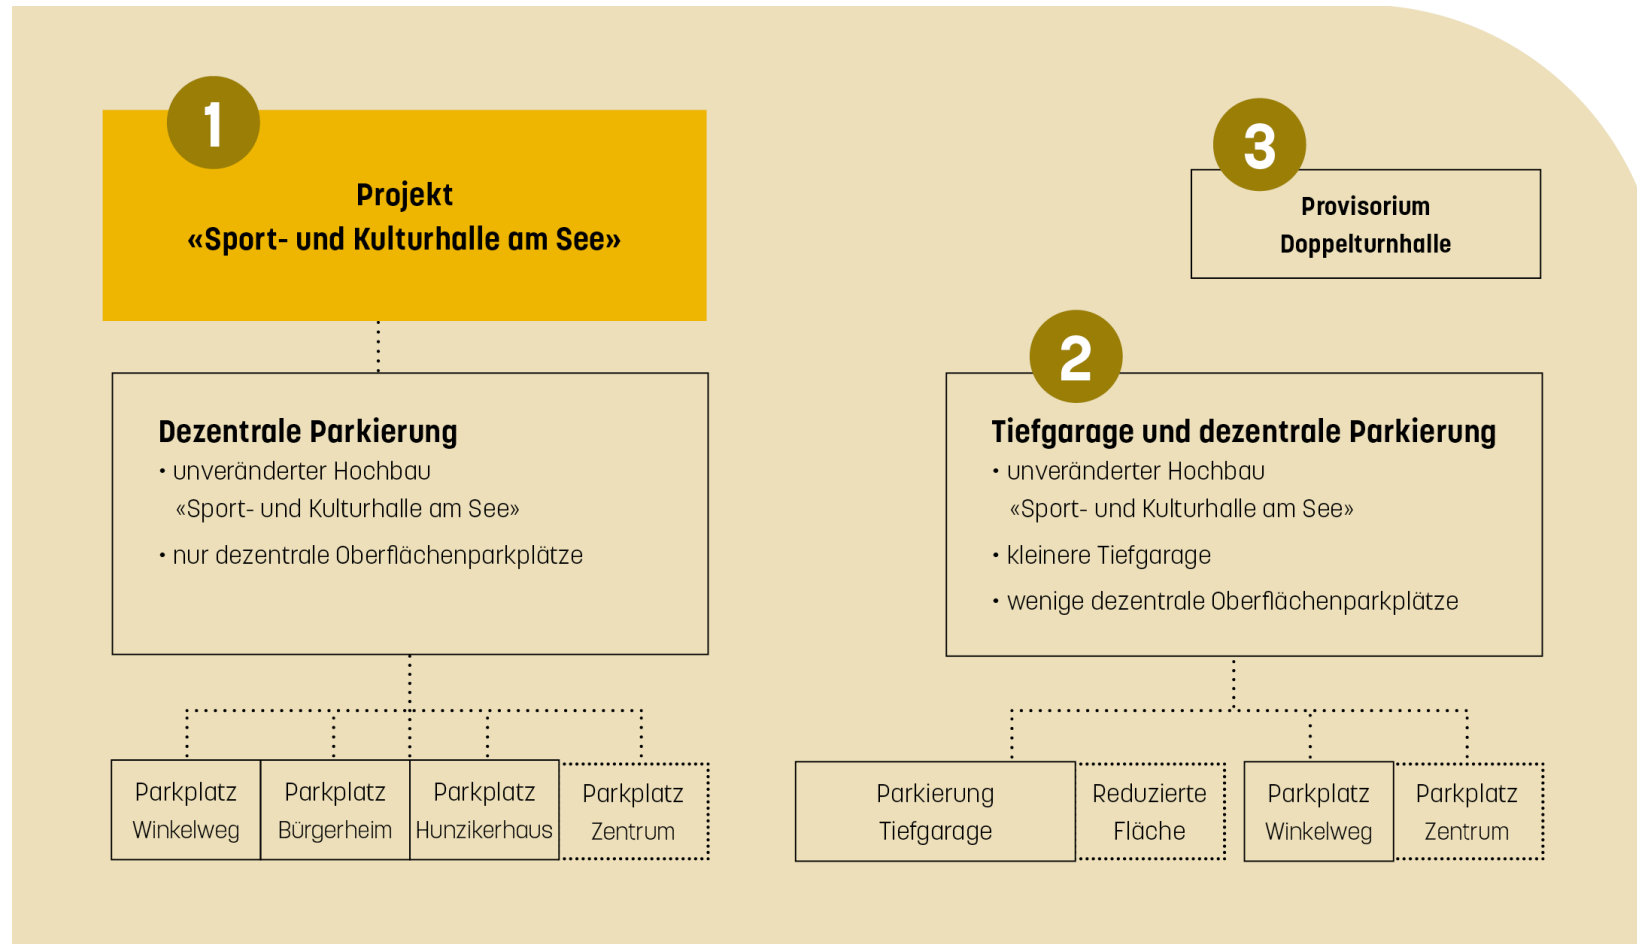 1
Projekt
«Sport- und Kulturhalle am See»
3
Provisorium
Doppelturnhalle
Dezentrale Parkierung
• unveränderter Hochbau
«Sport- und Kulturhalle am See»
• nur dezentrale Oberflächenparkplätze
2
Tiefgarage und dezentrale Parkierung
• unveränderter Hochbau
«Sport- und Kulturhalle am See»
• kleinere Tiefgarage
• wenige dezentrale Oberflächenparkplätze
Parkplatz
Winkelweg
Parkplatz
Bürgerheim
Parkplatz
Hunzikerhaus
Parkplatz
Zentrum
Parkierung
Tiefgarage
Reduzierte
Fläche
Parkplatz
Winkelweg
Parkplatz
Zentrum